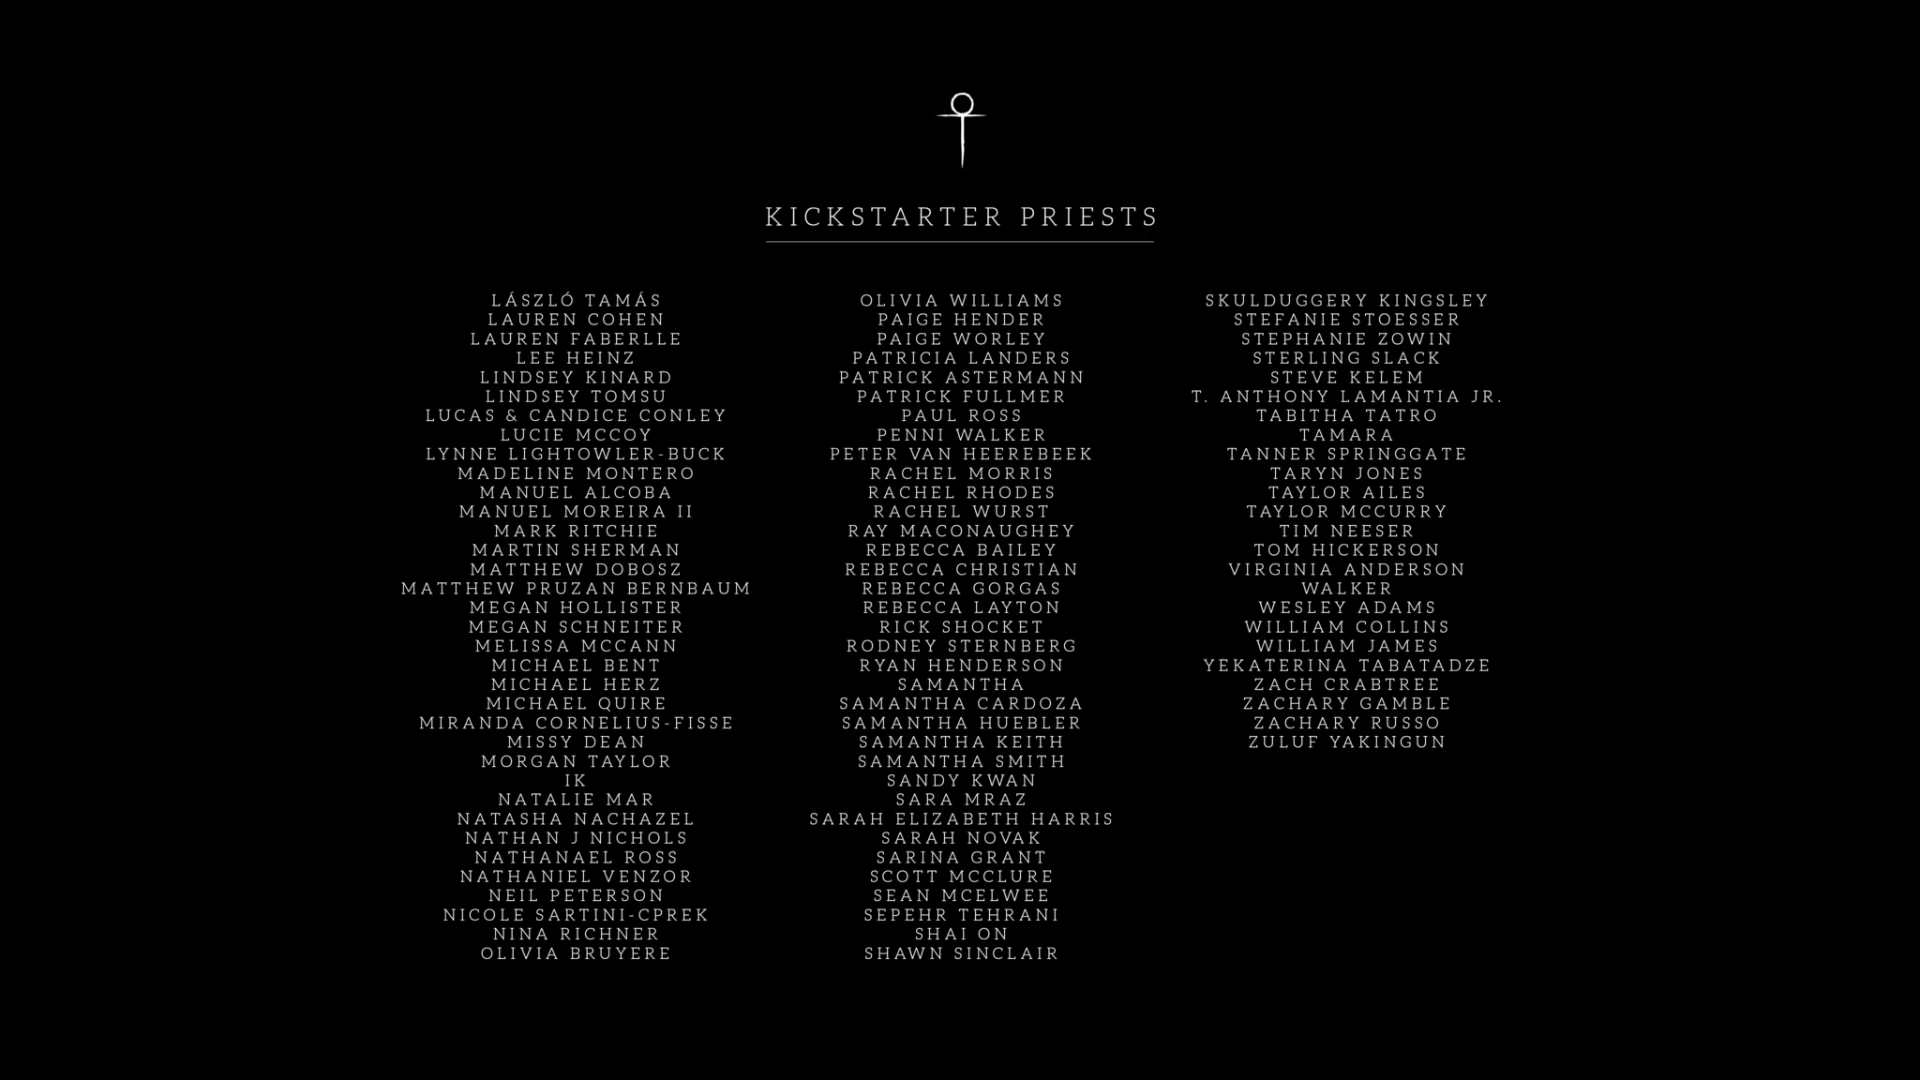 KICKSTARTER PRIESTS
LÁSZLÓ TAMÁS
LAUREN COHEN
LAUREN FABERLLE
LEE HEINZ
LINDSEY KINARD
LINDSEY TOMSU
LUCAS & CANDICE CONLEY
LUCIE MCCOY
LYNNE LIGHTOWLER-BUCK
MADELINE MONTERO
MANUEL ALCOBA
MANUEL MOREIRA II
MARK RITCHIE
MARTIN SHERMAN
MATTHEW DOBOSZ
MATTHEW PRUZAN BERNBAUM
MEGAN HOLLISTER
MEGAN SCHNEITER
MELISSA MCCANN
MICHAEL BENT
MICHAEL HERZ
MICHAEL QUIRE
MIRANDA CORNELIUS-FISSE
MISSY DEAN
MORGAN TAYLOR
IK
NATALIE MAR
NATASHA NACHAZEL
NATHAN J NICHOLS
NATHANAEL ROSS
NATHANIEL VENZOR
NEIL PETERSON
NICOLE SARTINI-CPREK
NINA RICHNER
OLIVIA BRUYERE
OLIVIA WILLIAMS
PAIGE HENDER
PAIGE WORLEY
PATRICIA LANDERS
PATRICK ASTERMANN
PATRICK FULLMER
PAUL ROSS
PENNI WALKER
PETER VAN HEEREBEEK
RACHEL MORRIS
RACHEL RHODES
RACHEL WURST
RAY MACONAUGHEY
REBECCA BAILEY
REBECCA CHRISTIAN
REBECCA GORGAS
REBECCA LAYTON
RICK SHOCKET
RODNEY STERNBERG
RYAN HENDERSON
SAMANTHA
SAMANTHA CARDOZA
SAMANTHA HUEBLER
SAMANTHA KEITH
SAMANTHA SMITH
SANDY KWAN
SARA MRAZ
SARAH ELIZABETH HARRIS
SARAH NOVAK
SARINA GRANT
SCOTT MCCLURE
SEAN MCELWEE
SEPEHR TEHRANI
SHAI ON
SHAWN SINCLAIR
SKULDUGGERY KINGSLEY
STEFANIE STOESSER
STEPHANIE ZOWIN
STERLING SLACK
STEVE KELEM
T. ANTHONY LAMANTIA JR.
TABITHA TATRO
TAMARA
TANNER SPRINGGATE
TARYN JONES
TAYLOR AILES
TAYLOR MCCURRY
TIM NEESER
TOM HICKERSON
VIRGINIA ANDERSON
WALKER
WESLEY ADAMS
WILLIAM COLLINS
WILLIAM JAMES
YEKATERINA TABATADZE
ZACH CRABTREE
ZACHARY GAMBLE
ZACHARY RUSSO
ZULUF YAKINGUN